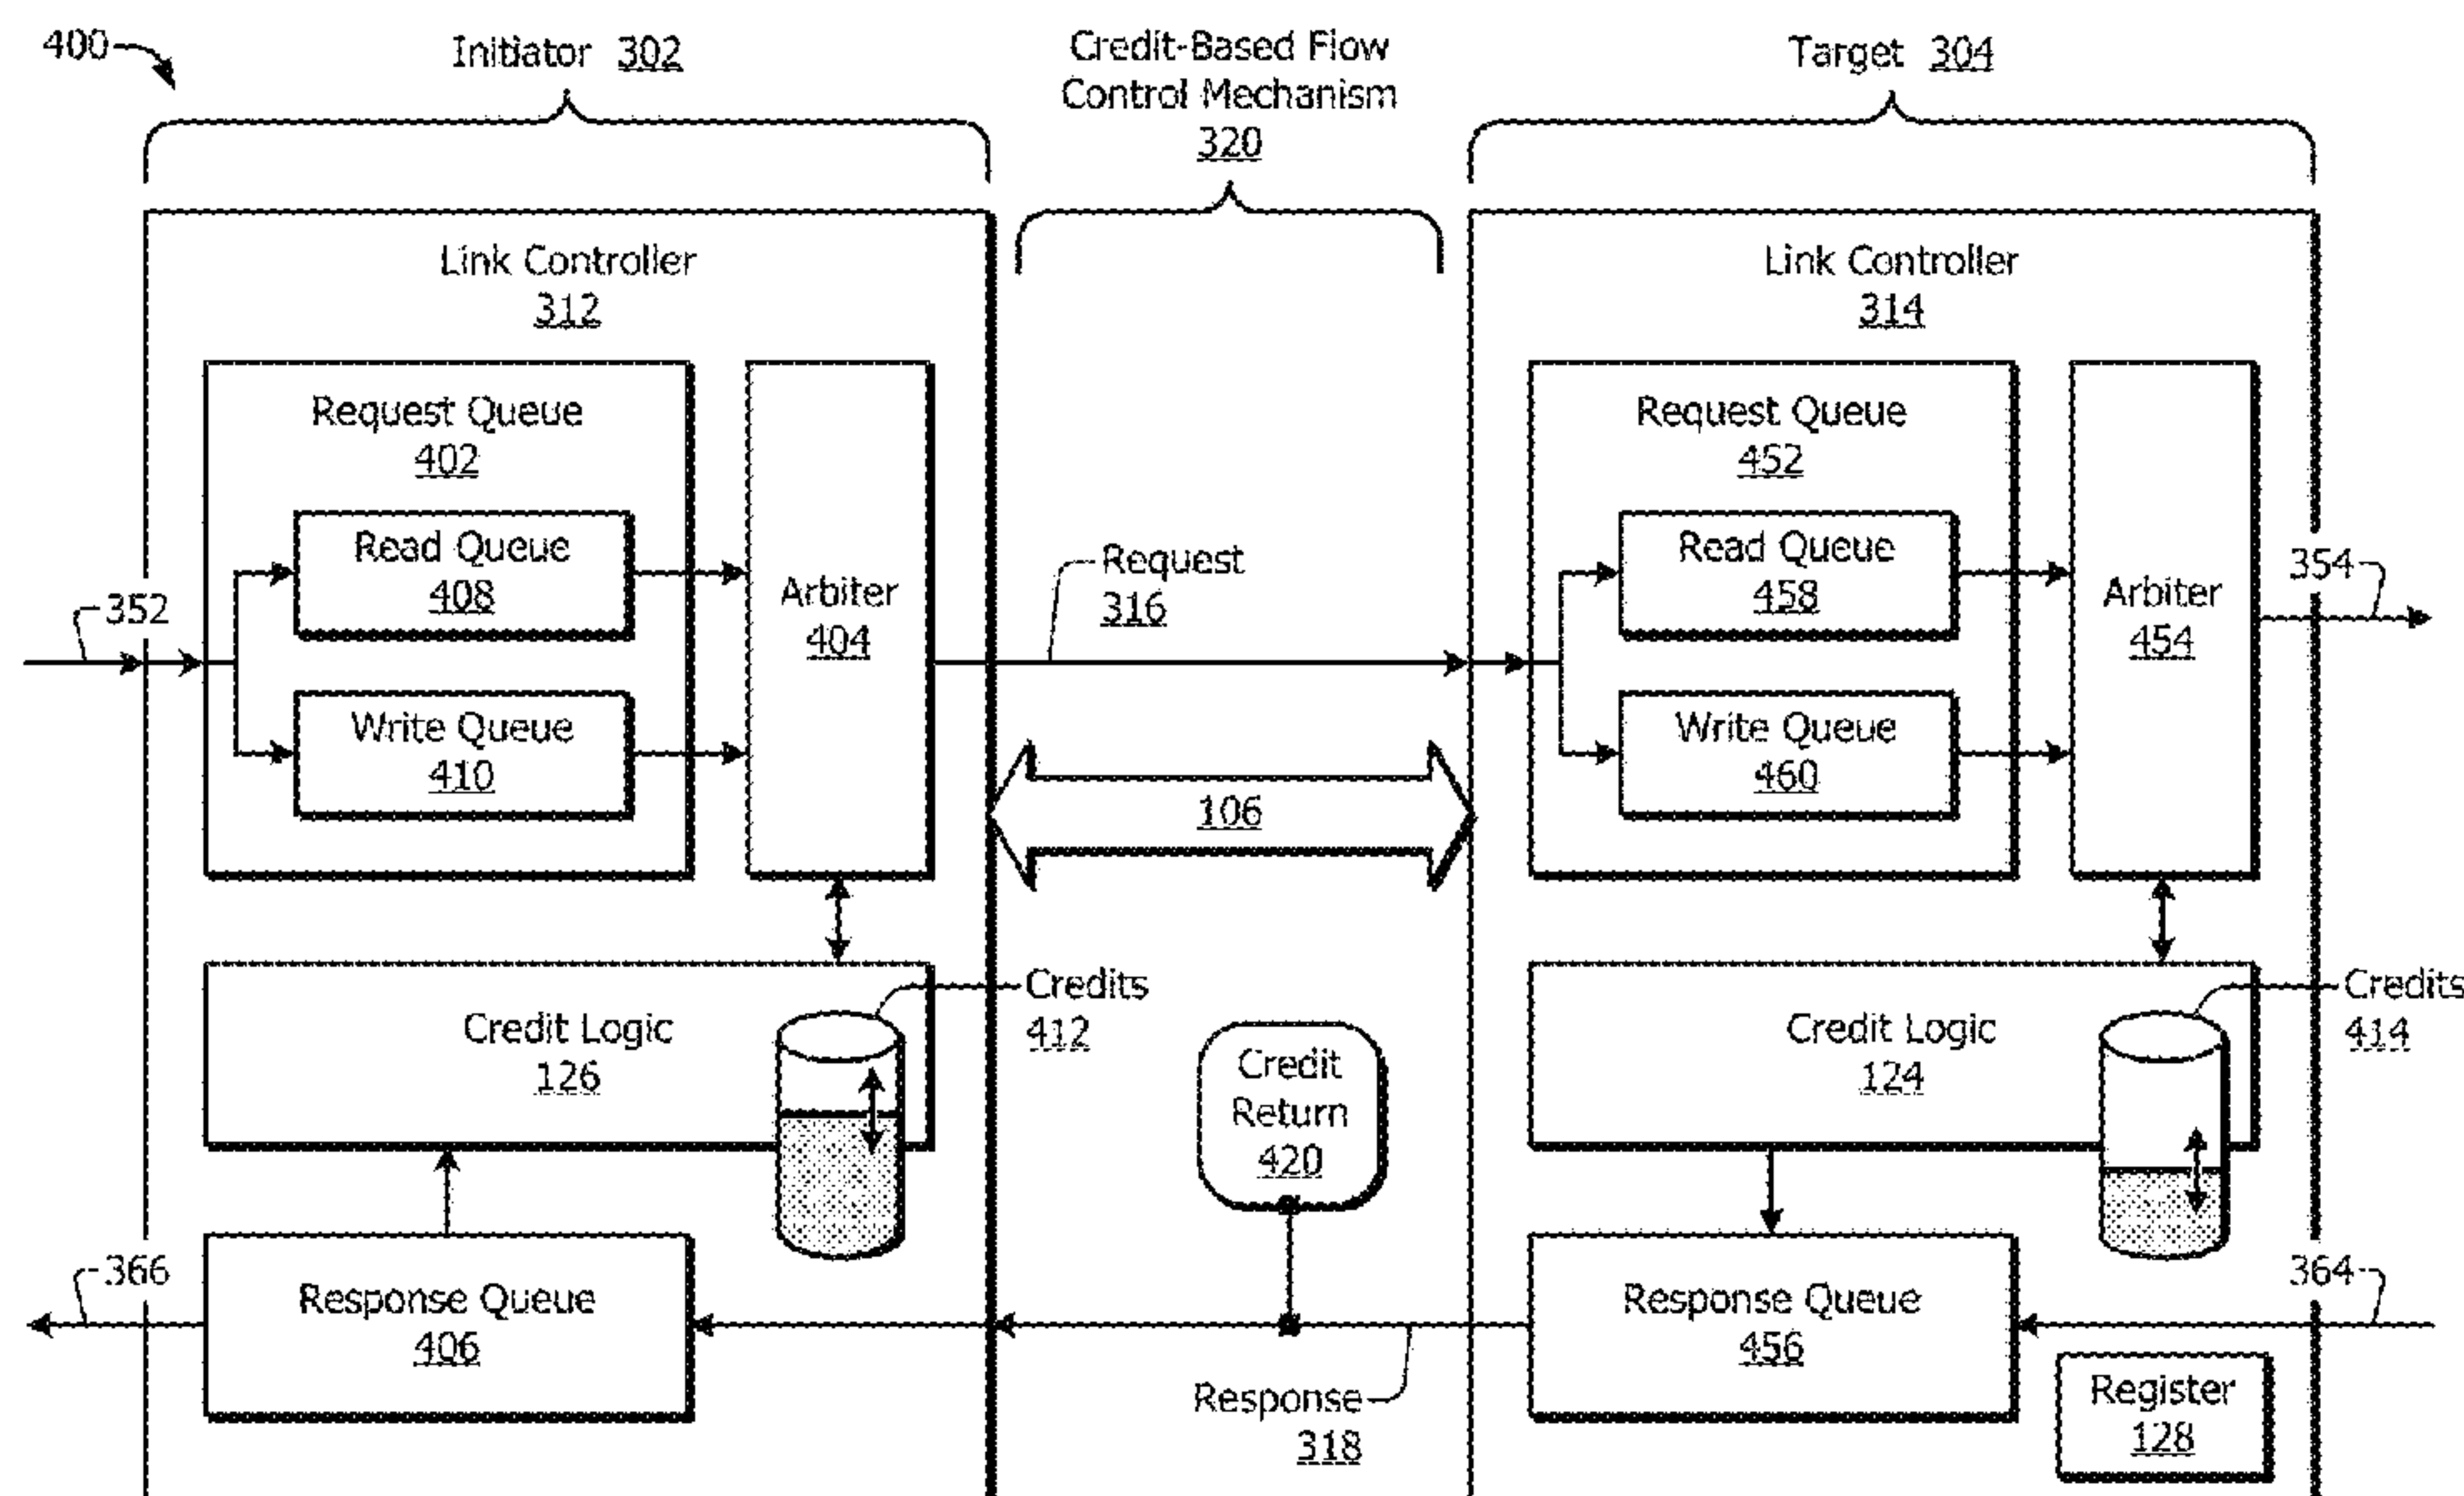 400
Initiator 302
Credit-Based Flow
Control Mechanism
320
Target 304
Link Controller
312
Request Queue
402
Read Queue
408
Write Queue
410
Arbiter
404
352
Request
316
106
Link Controller
314
Request Queue
452
Read Queue
458
Write Queue
460
Arbiter
454
354
Credit Logic
126
Credits
412
Credit
Return
420
Credit Logic
124
Credits
414
366
Response Queue
406
Response
318
Response Queue
456
364
Register
128